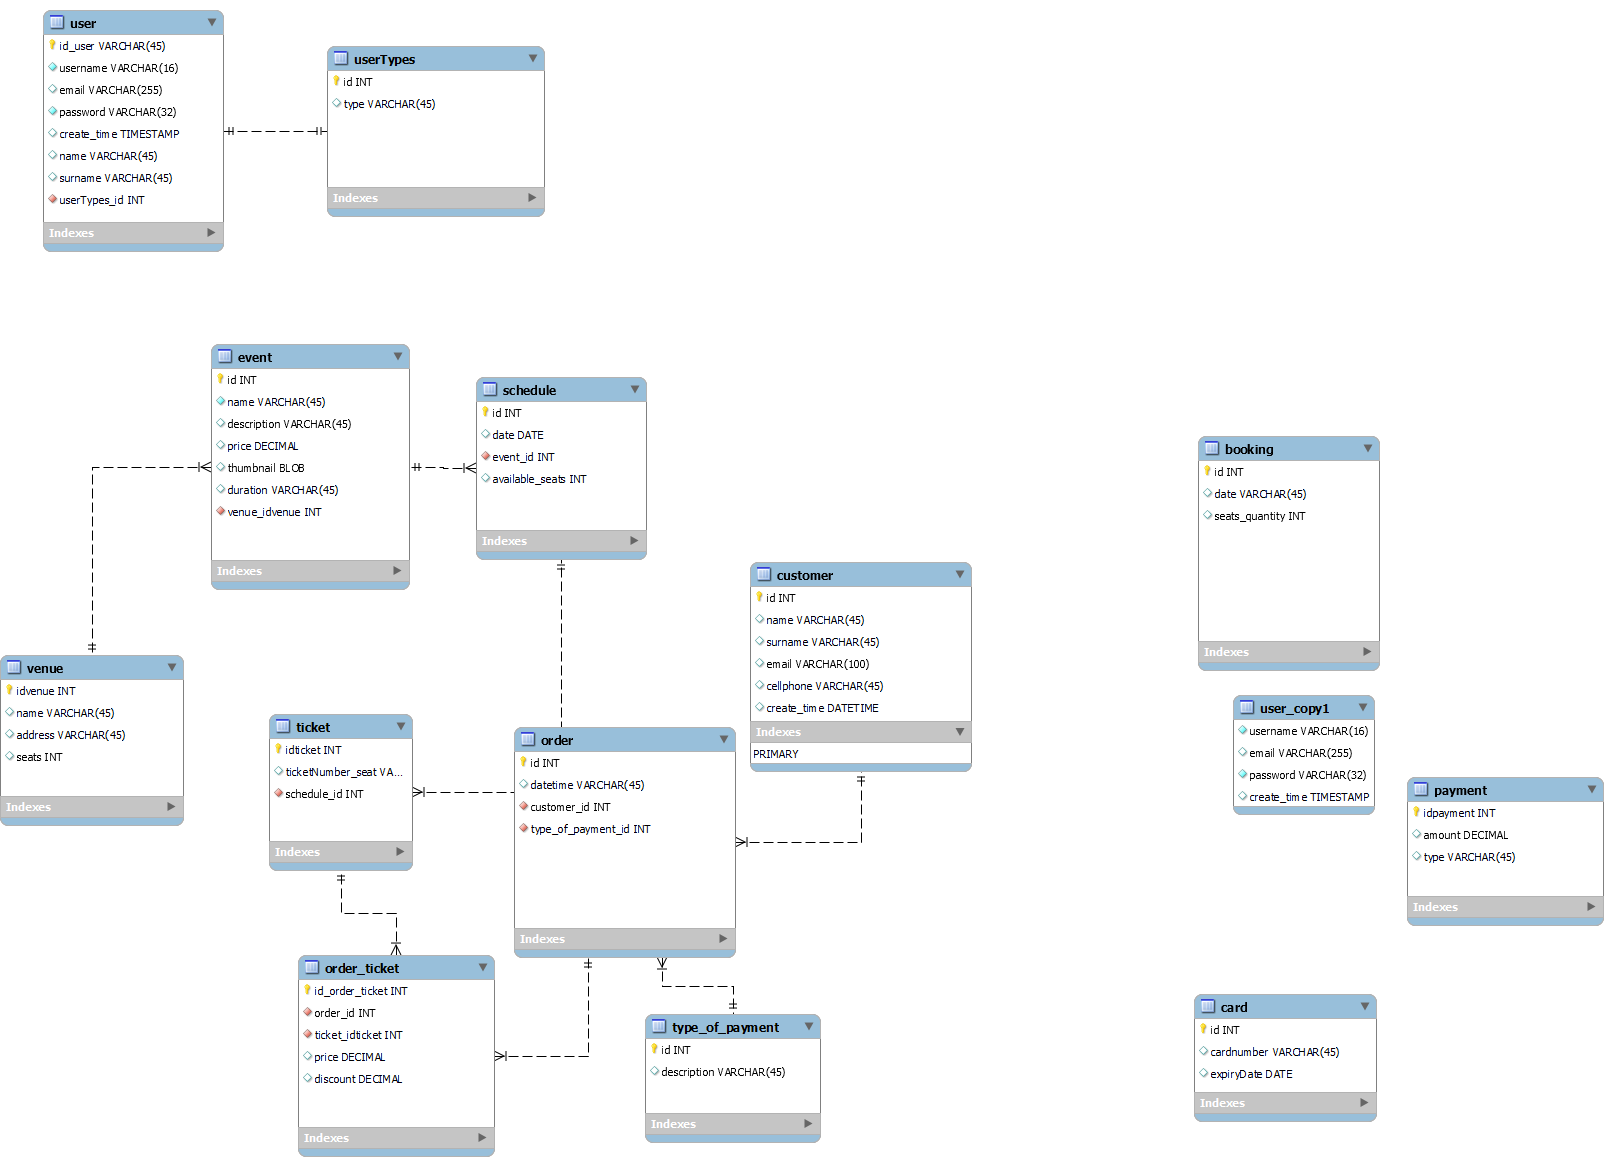 user
id_user VARCHAR(45)
username VARCHAR(16)
email VARCHAR(255)
password VARCHAR(32)
create_time TIMESTAMP
name VARCHAR(45)
surname VARCHAR(45)
userTypes_id INT
Indexes
userTypes
id INT
type VARCHAR(45)
Indexes
event
id INT
name VARCHAR(45)
description VARCHAR(45)
price DECIMAL
thumbnail BLOB
duration VARCHAR(45)
venue_idvenue INT
Indexes
schedule
id INT
date DATE
event_id INT
available_seats INT
Indexes
venue
idvenue INT
name VARCHAR(45)
address VARCHAR(45)
seats INT
Indexes
ticket
idticket INT
ticketNumber_seat VA...
schedule_id INT
Indexes
order
id INT
datetime VARCHAR(45)
customer_id INT
type_of_payment_id INT
Indexes
customer
id INT
name VARCHAR(45)
surname VARCHAR(45)
email VARCHAR(100)
cellphone VARCHAR(45)
create_time DATETIME
Indexes
PRIMARY
order_ticket
id_order_ticket INT
order_id INT
ticket_idticket INT
price DECIMAL
discount DECIMAL
Indexes
type_of_payment
id INT
description VARCHAR(45)
Indexes
booking
id INT
date VARCHAR(45)
seats_quantity INT
Indexes
user_copy1
username VARCHAR(16)
email VARCHAR(255)
password VARCHAR(32)
create_time TIMESTAMP
payment
idpayment INT
amount DECIMAL
type VARCHAR(45)
Indexes
card
id INT
cardnumber VARCHAR(45)
expiryDate DATE
Indexes